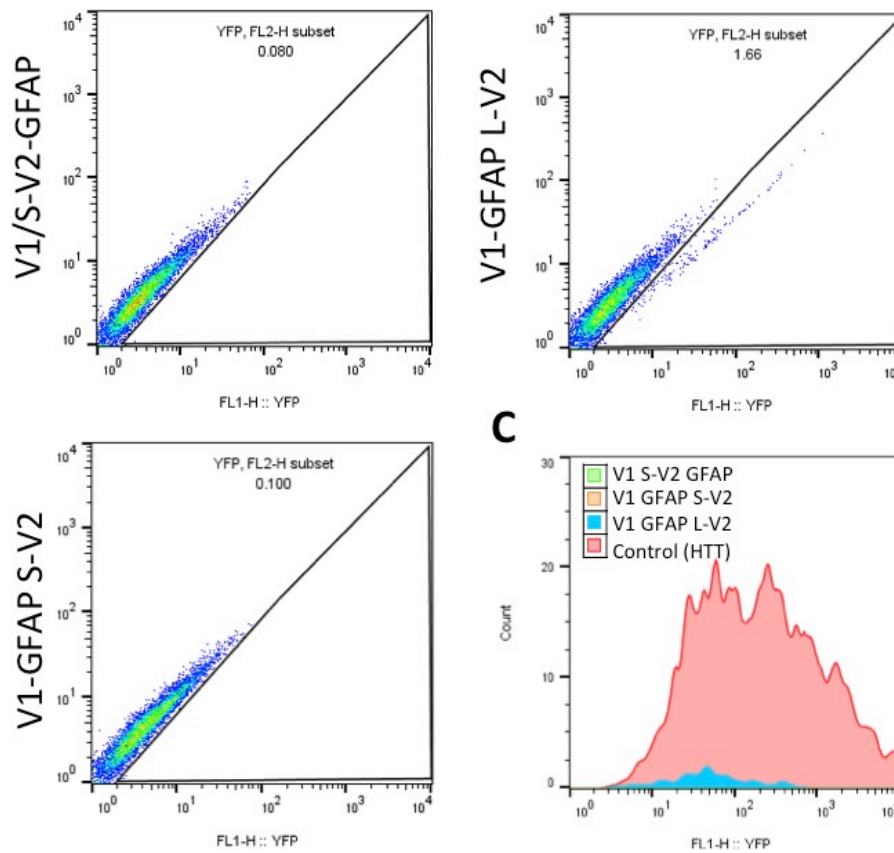 V1/S-V2-GFAP
YFP, FL2-H subset
0.080
10^4
10^3
10^2
10^1
10^0
10^0 10^1 10^2 10^3 10^4
FL1-H :: YFP
V1-GFAP L-V2
YFP, FL2-H subset
1.66
10^4
10^3
10^2
10^1
10^0
10^0 10^1 10^2 10^3
FL1-H :: YFP
V1-GFAP S-V2
YFP, FL2-H subset
0.100
10^4
10^3
10^2
10^1
10^0
10^0 10^1 10^2 10^3 10^4
FL1-H :: YFP
C
V1 S-V2 GFAP
V1 GFAP S-V2
V1 GFAP L-V2
Control (HTT)
Count
30
20
10
0
10^0 10^1 10^2 10^3
FL1-H :: YFP